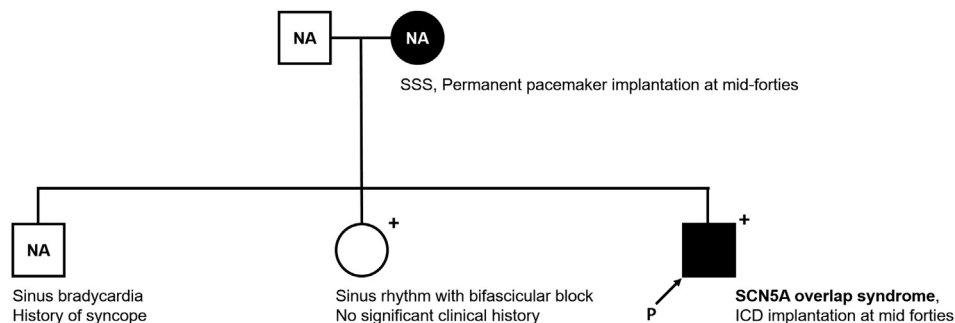 NA
NA
SSS, Permanent pacemaker implantation at mid-forties
NA
Sinus bradycardia
History of syncope
+
Sinus rhythm with bifascicular block
No significant clinical history
+
P
SCN5A overlap syndrome,
ICD implantation at mid forties